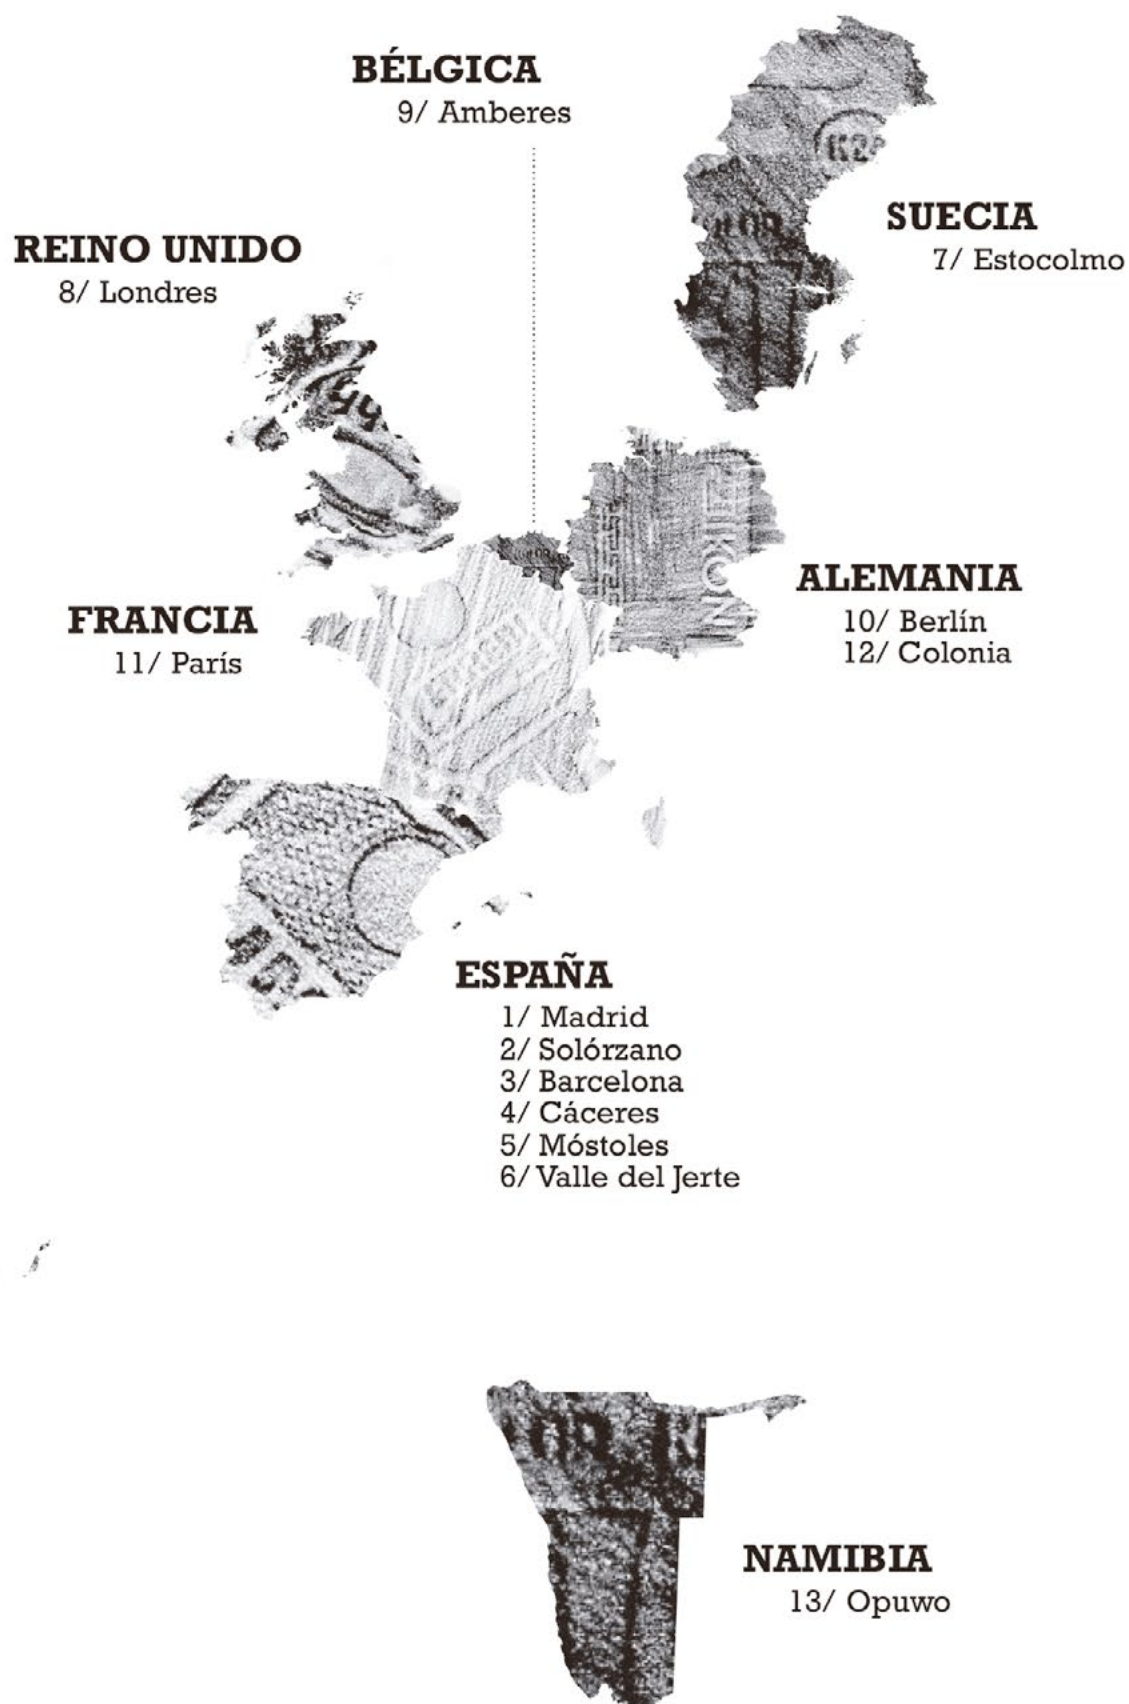 BÉLGICA
9/ Amberes
SUECIA
7/ Estocolmo
REINO UNIDO
8/ Londres
ALEMANIA
10/ Berlín
12/ Colonia
FRANCIA
11/ París
ESPAÑA
1/ Madrid
2/ Solórzano
3/ Barcelona
4/ Cáceres
5/ Móstoles
6/ Valle del Jerte
NAMIBIA
13/ Opuwo